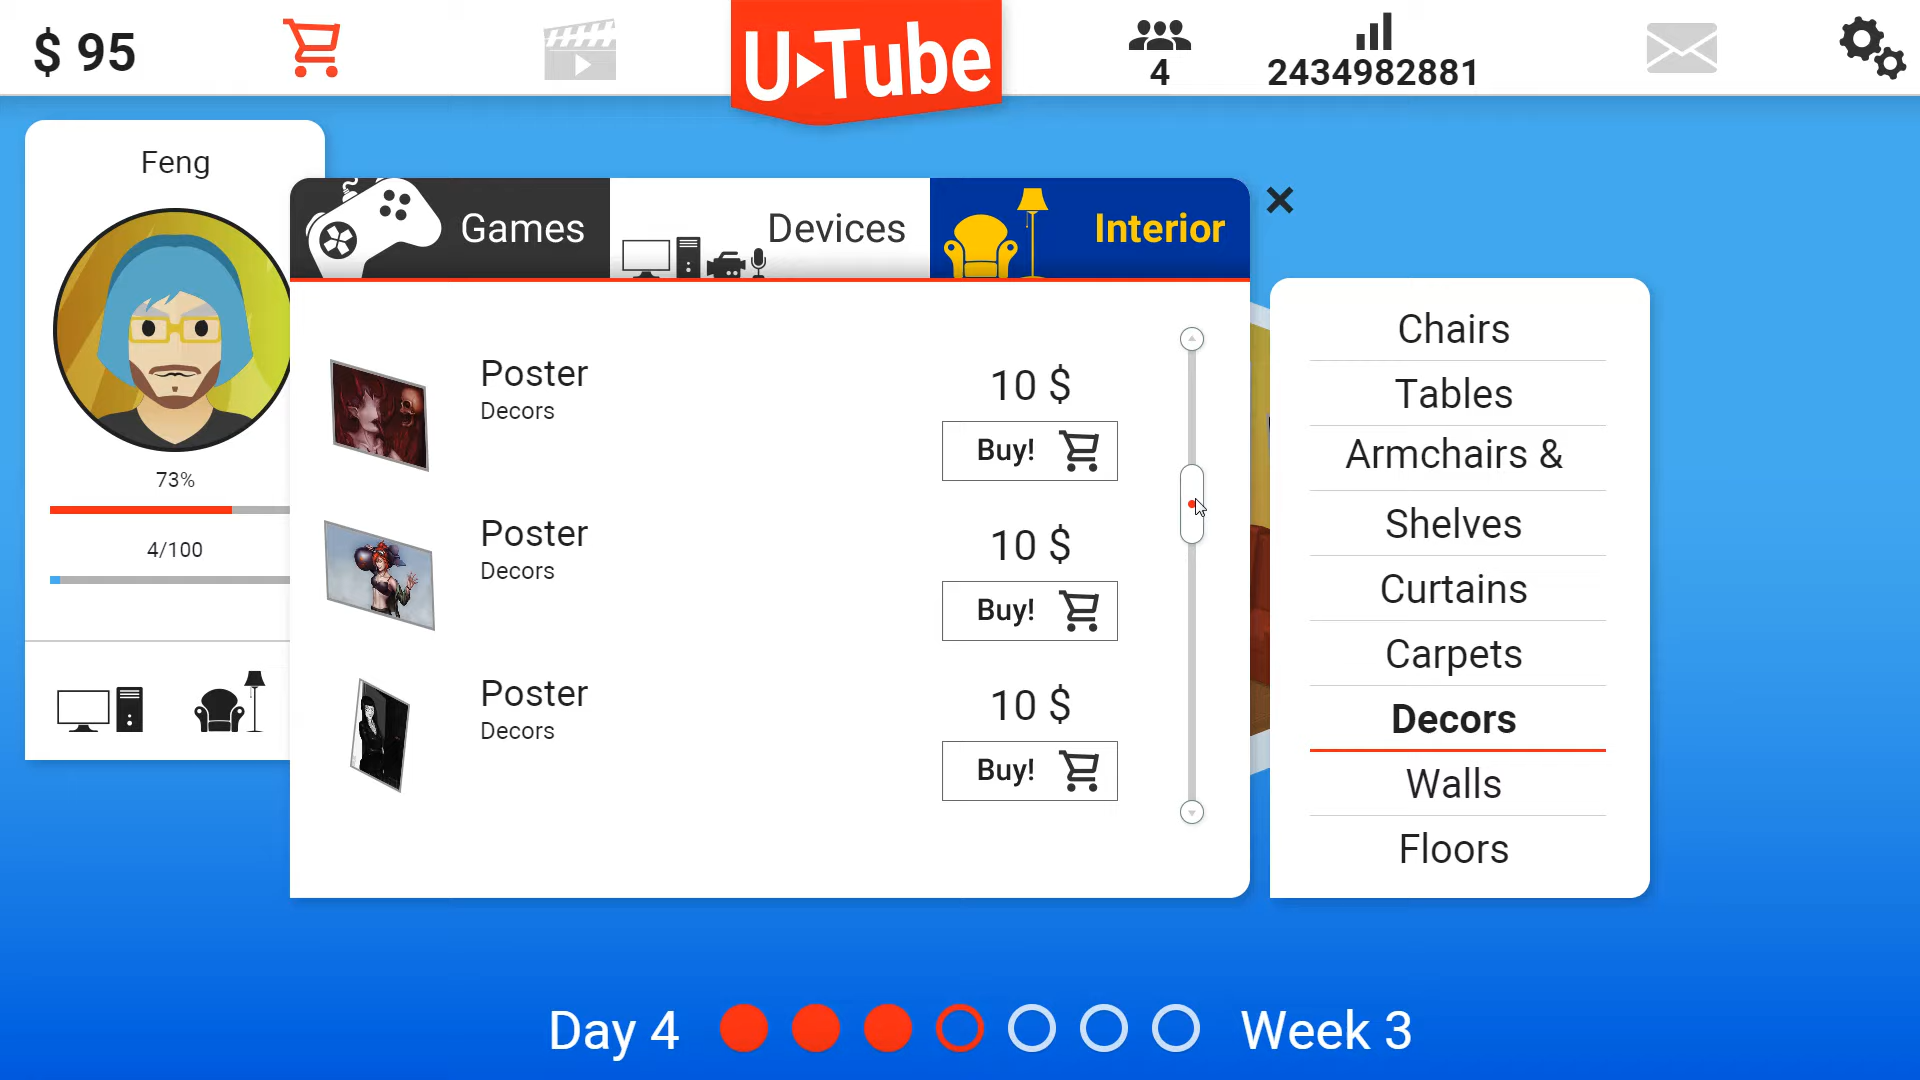 $ 95
U▶Tube
4
2434982881
Feng
73%
4/100
Games
Devices
Interior
Poster
Decors
10 $
Buy!
Poster
Decors
10 $
Buy!
Poster
Decors
10 $
Buy!
Chairs
Tables
Armchairs &
Shelves
Curtains
Carpets
Decors
Walls
Floors
Day 4
Week 3